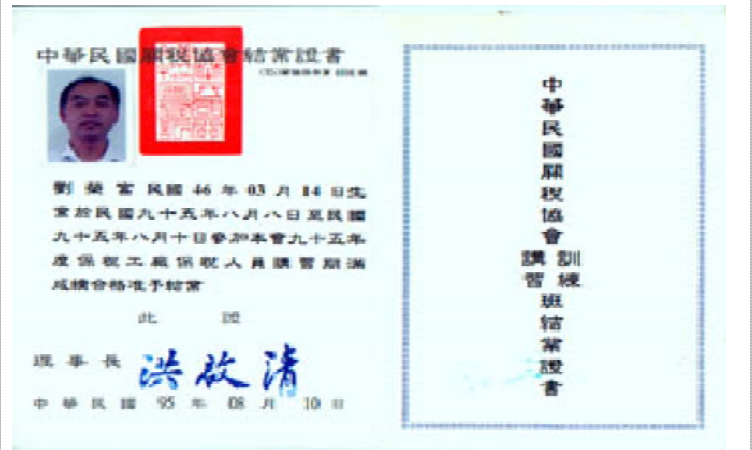 中華民國關稅協會結業證書
劉榮富 民國 46 年 03 月 14 日生
業於民國九十五年八月八日至民國
九十五年八月十日參加本會九十五年
度保稅工廠保稅人員講習期滿
成績合格准予結業
此 證
理事長 洪啟清
中華民國 95 年 08 月 10 日
中華民國關稅協會講習訓練班結業證書